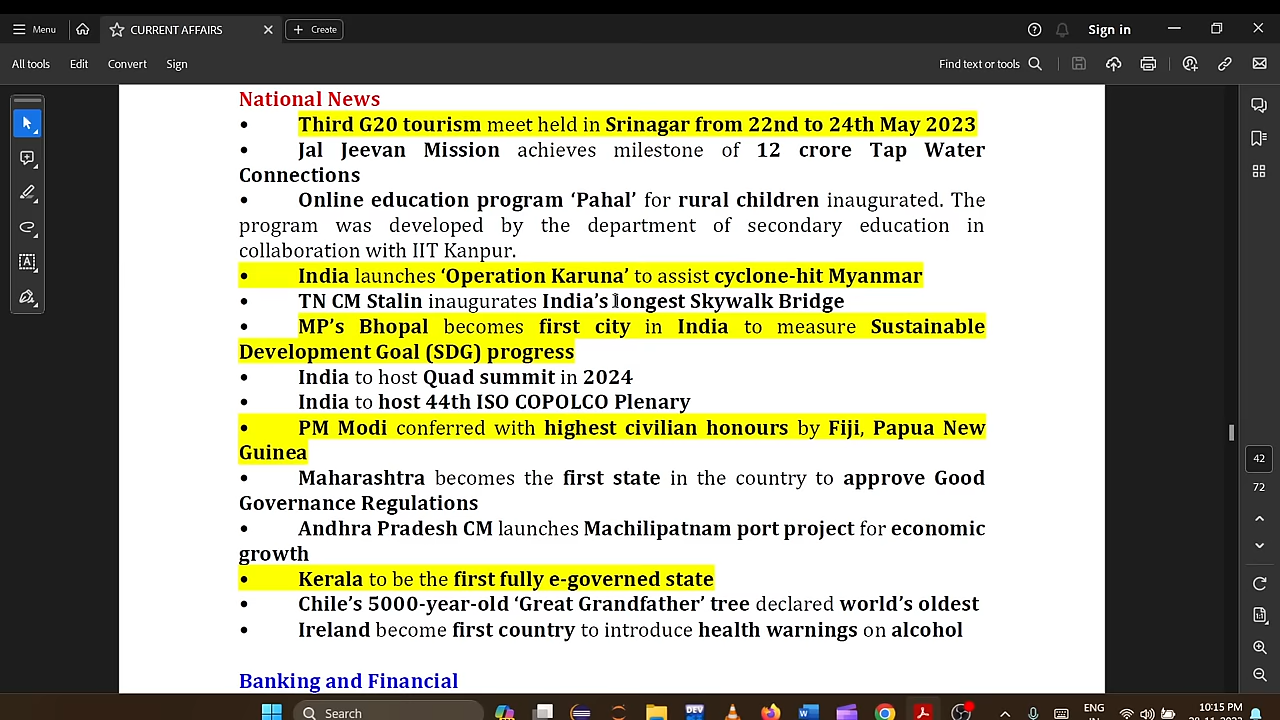 Menu
CURRENT AFFAIRS
Create
Sign in
All tools Edit Convert Sign
Find text or tools
National News
• Third G20 tourism meet held in Srinagar from 22nd to 24th May 2023
• Jal Jeevan Mission achieves milestone of 12 crore Tap Water
Connections
• Online education program ‘Pahal’ for rural children inaugurated. The
program was developed by the department of secondary education in
collaboration with IIT Kanpur.
• India launches ‘Operation Karuna’ to assist cyclone-hit Myanmar
• TN CM Stalin inaugurates India’s longest Skywalk Bridge
• MP’s Bhopal becomes first city in India to measure Sustainable
Development Goal (SDG) progress
• India to host Quad summit in 2024
• India to host 44th ISO COPOLCO Plenary
• PM Modi conferred with highest civilian honours by Fiji, Papua New
Guinea
• Maharashtra becomes the first state in the country to approve Good
Governance Regulations
• Andhra Pradesh CM launches Machilipatnam port project for economic
growth
• Kerala to be the first fully e-governed state
• Chile’s 5000-year-old ‘Great Grandfather’ tree declared world’s oldest
• Ireland become first country to introduce health warnings on alcohol
Banking and Financial
42
72
Search
DEV
ENG
10:15 PM